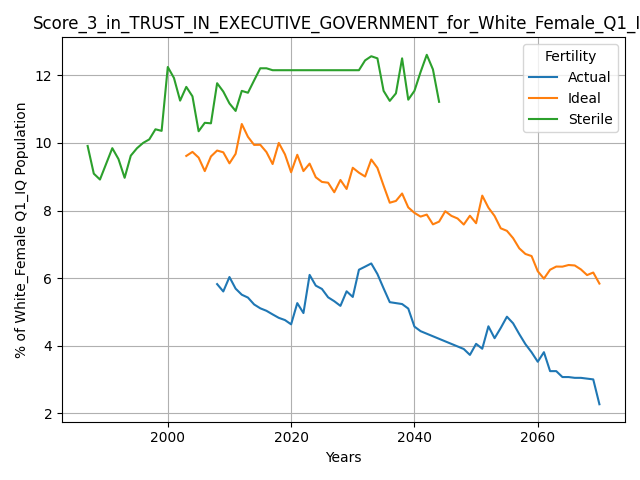 Score_3_in_TRUST_IN_EXECUTIVE_GOVERNMENT_for_White_Female_Q1_I
Fertility
Actual
Ideal
Sterile
% of White_Female Q1_IQ Population
12
10
8
6
4
2
2000 2020 2040 2060
Years